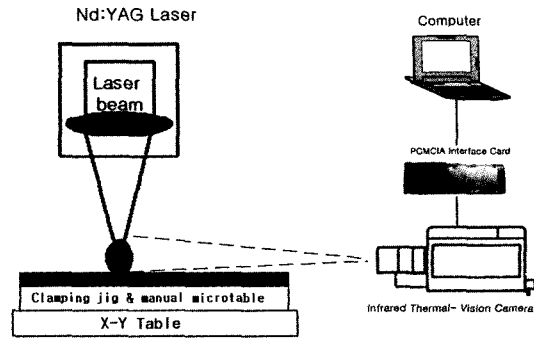 Nd:YAG Laser
Computer
Laser
beam
PCMCIA Interface Card
Clamping jig & manual microtable
X-Y Table
Infrared Thermal- Vision Camera